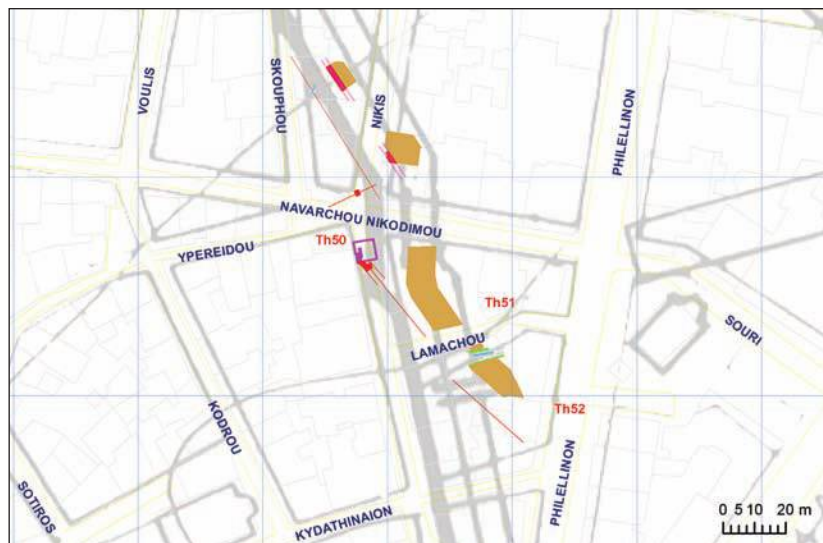 VOULIS
SKOUPHOU
NIKIS
PHILELLINON
NAVARCHOU NIKODIMOU
Th50
YPEREIDOU
Th51
SOURI
LAMACHOU
KODROU
Th52
PHILELLINON
SOTIROS
KYDATHINAION
0 5 10 20 m